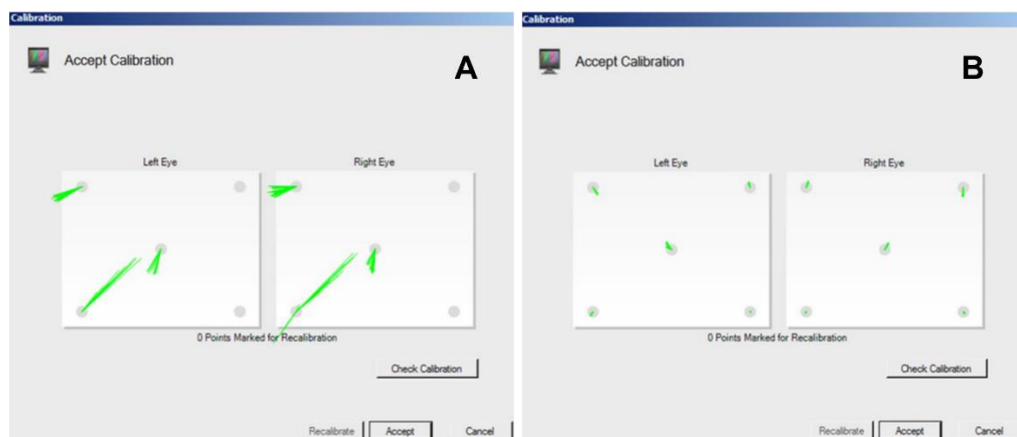 Calibration
Accept Calibration
A
Left Eye
Right Eye
0 Points Marked for Recalibration
Check Calibration
Recalibrate
Accept
Cancel
Calibration
Accept Calibration
B
Left Eye
Right Eye
0 Points Marked for Recalibration
Check Calibration
Recalibrate
Accept
Cancel